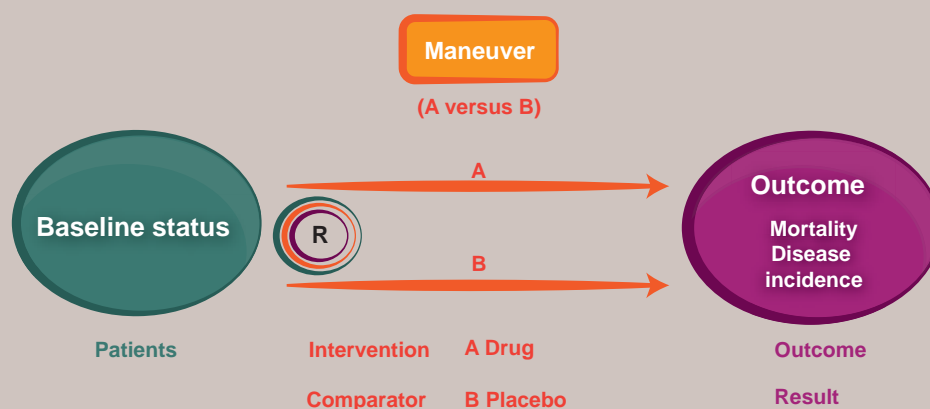 Maneuver
(A versus B)
A
Baseline status
R
B
Outcome
Mortality
Disease
incidence
Patients
Intervention
A Drug
Outcome
Comparator
B Placebo
Result